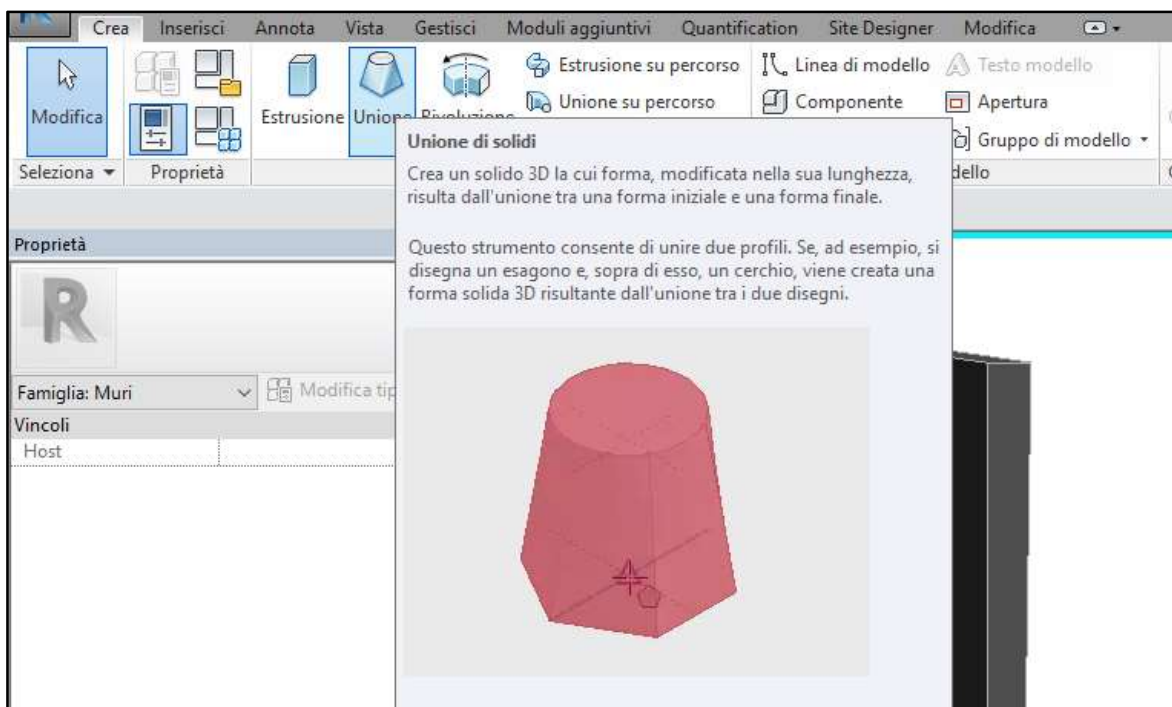 Crea Inserisci Annota Vista Gestisci Moduli aggiuntivi Quantification Site Designer Modifica
Modifica
Estrusione Unione Rivoluzione
Estrusione su percorso
Unione su percorso
Linea di modello
Testo modello
Componente
Apertura
Gruppo di modello
Seleziona
Proprietà
dello
Unione di solidi
Crea un solido 3D la cui forma, modificata nella sua lunghezza,
risulta dall'unione tra una forma iniziale e una forma finale.
Questo strumento consente di unire due profili. Se, ad esempio, si
disegna un esagono e, sopra di esso, un cerchio, viene creata una
forma solida 3D risultante dall'unione tra i due disegni.
Proprietà
R
Famiglia: Muri
Modifica tip
Vincoli
Host